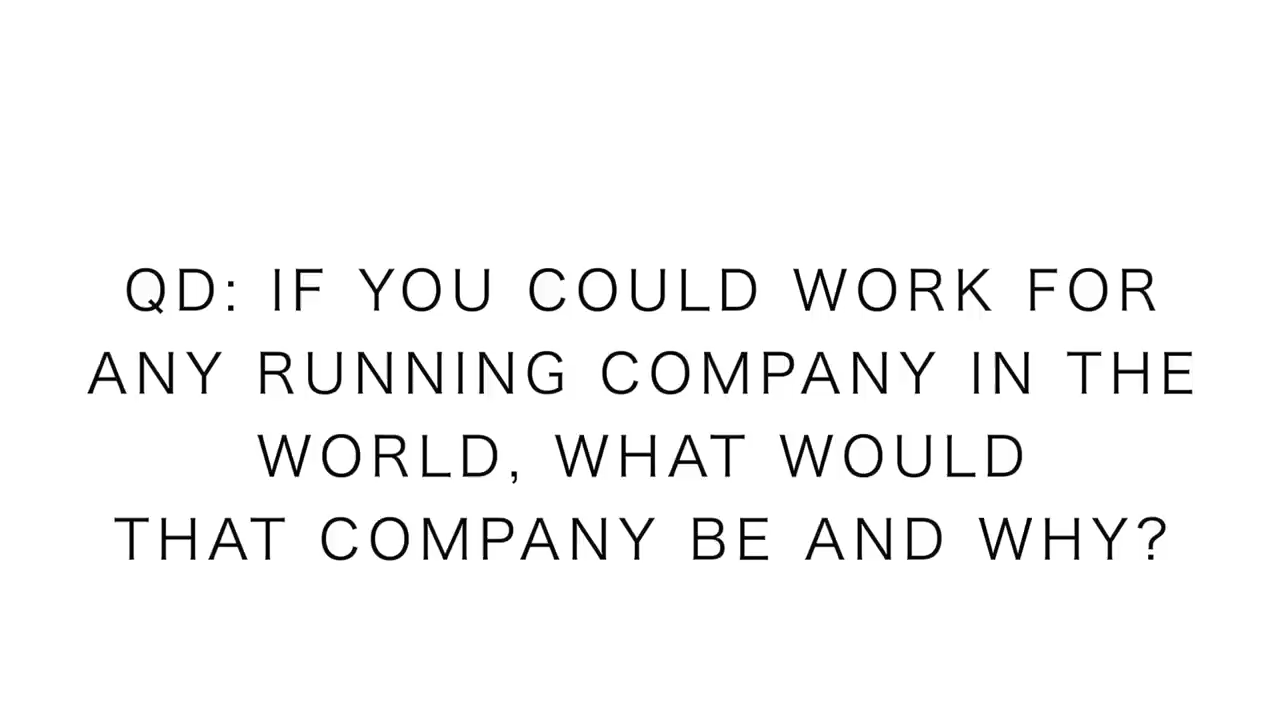 QD: IF YOU COULD WORK FOR
ANY RUNNING COMPANY IN THE
WORLD, WHAT WOULD
THAT COMPANY BE AND WHY?